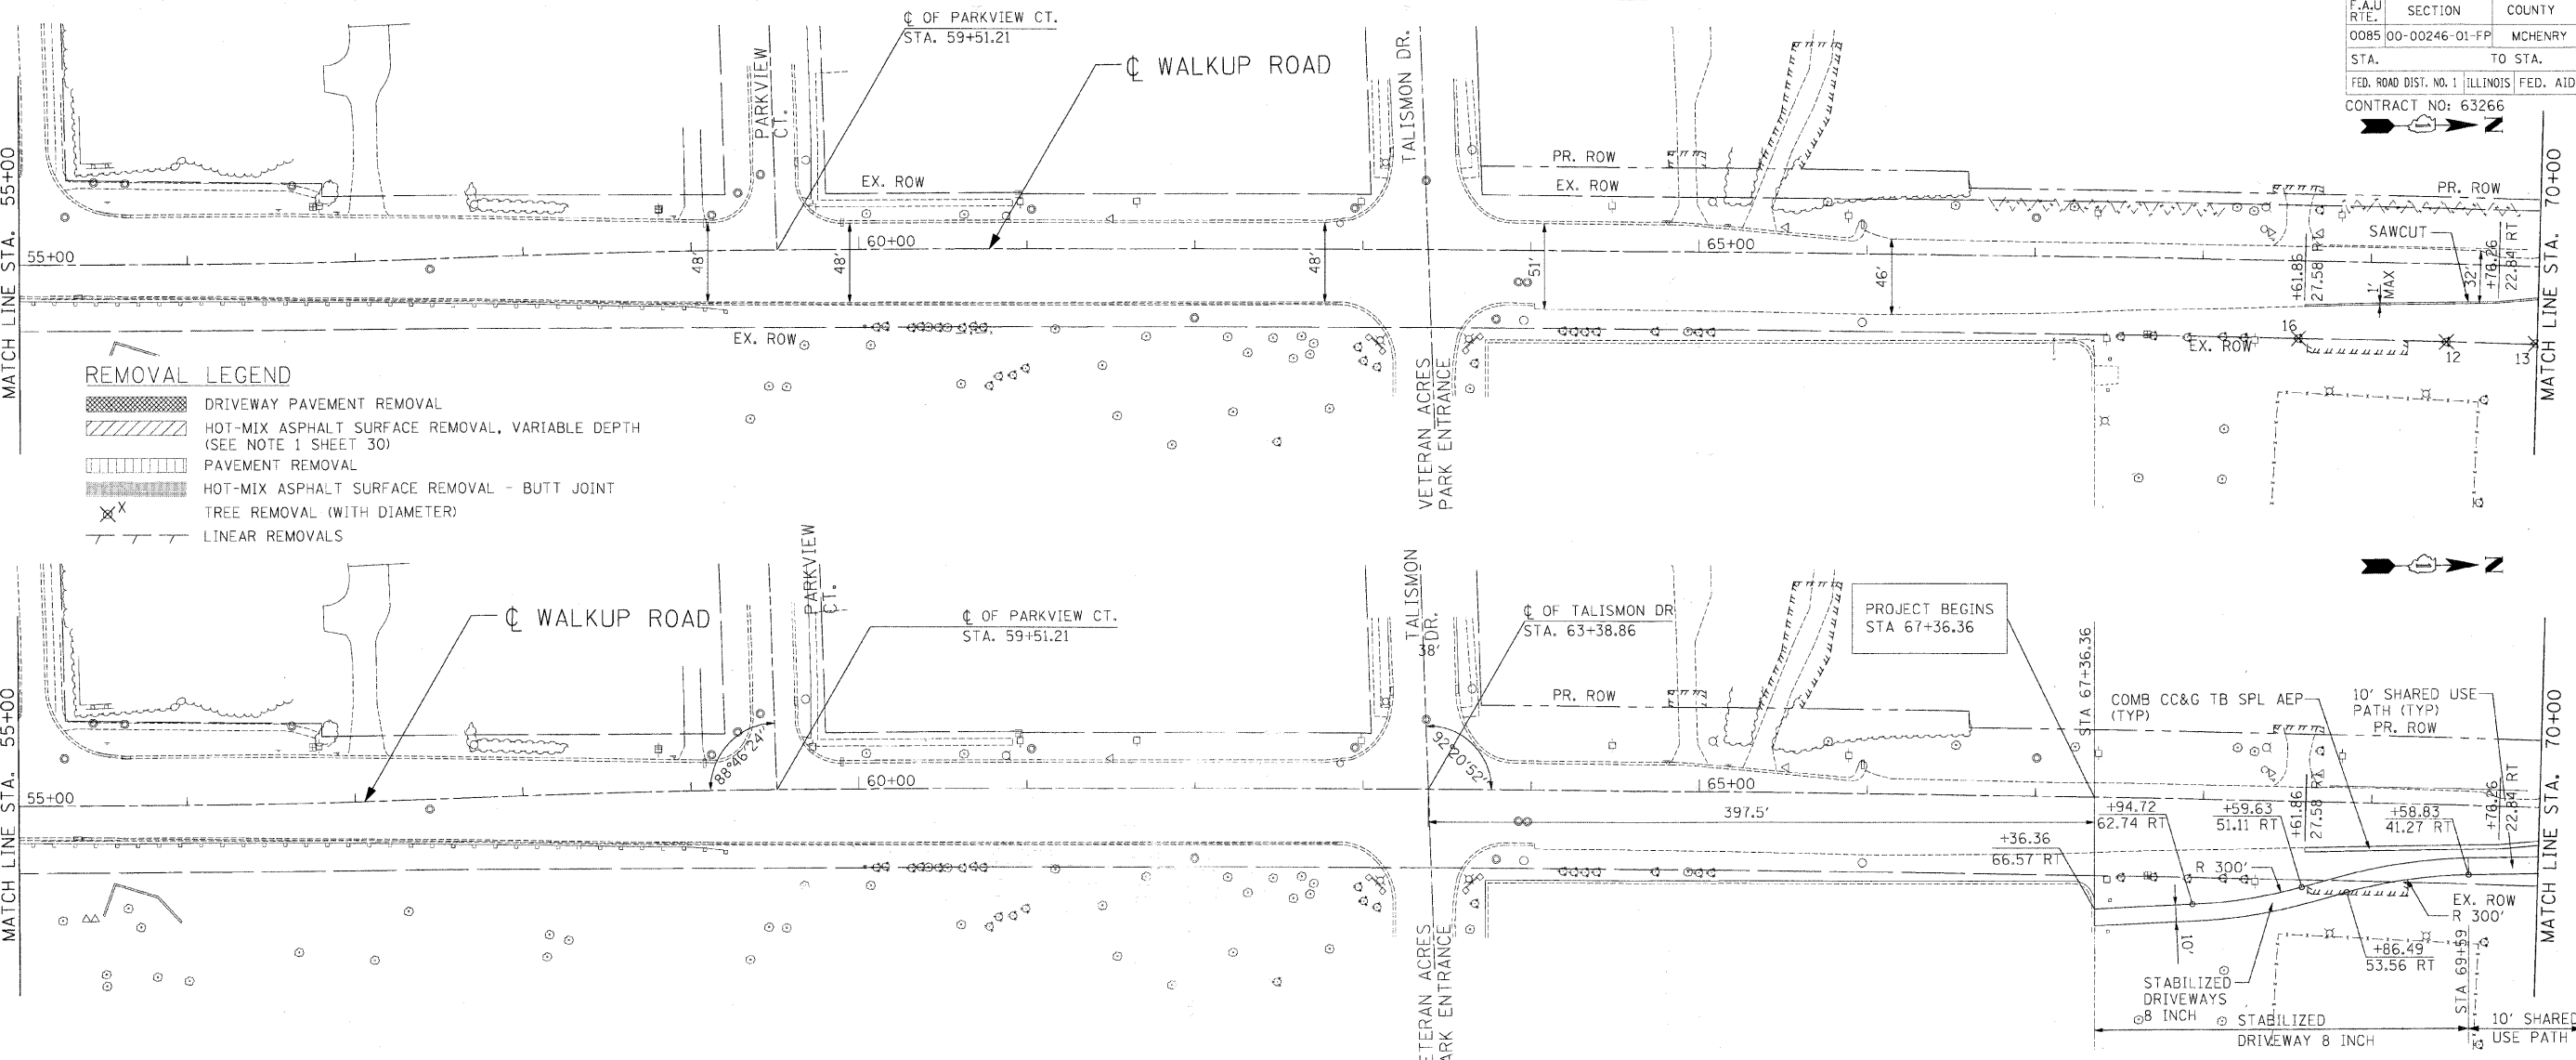 F.A.U RTE. SECTION COUNTY
0085 00-00246-01-FP MCHENRY
STA. TO STA.
FED. ROAD DIST. NO. 1 ILLINOIS FED. AID
CONTRACT NO: 63266
N
MATCH LINE STA. 55+00
PARKVIEW CT.
℄ OF PARKVIEW CT.
STA. 59+51.21
℄ WALKUP ROAD
TALISMON DR.
PR. ROW
EX. ROW
EX. ROW
PR. ROW
55+00
60+00
65+00
48'
48'
48'
51'
46'
SAWCUT
+61.86
27.58 RT
1'
MAX
32'
+76.26
22.84 RT
MATCH LINE STA. 70+00
EX. ROW
16
EX. ROW
12
13
VETERAN ACRES
PARK ENTRANCE
REMOVAL LEGEND
DRIVEWAY PAVEMENT REMOVAL
HOT-MIX ASPHALT SURFACE REMOVAL, VARIABLE DEPTH
(SEE NOTE 1 SHEET 30)
PAVEMENT REMOVAL
HOT-MIX ASPHALT SURFACE REMOVAL - BUTT JOINT
X
TREE REMOVAL (WITH DIAMETER)
LINEAR REMOVALS
N
MATCH LINE STA. 55+00
℄ WALKUP ROAD
PARKVIEW
CT.
℄ OF PARKVIEW CT.
STA. 59+51.21
TALISMON
DR.
38'
℄ OF TALISMON DR
STA. 63+38.86
PROJECT BEGINS
STA 67+36.36
STA 67+36.36
PR. ROW
COMB CC&G TB SPL AEP
(TYP)
10' SHARED USE
PATH (TYP)
PR. ROW
55+00
88°46'24"
60+00
92°20'52"
65+00
397.5'
+94.72
62.74 RT
+59.63
51.11 RT
+61.86
27.58 RT
+58.83
41.27 RT
+76.26
22.84 RT
+36.36
66.57 RT
R 300'
EX. ROW
R 300'
+86.49
53.56 RT
10'
STABILIZED
DRIVEWAYS
8 INCH
STA 69+59
STABILIZED
DRIVEWAY 8 INCH
10' SHARED
USE PATH
MATCH LINE STA. 70+00
ETERAN ACRES
ARK ENTRANCE